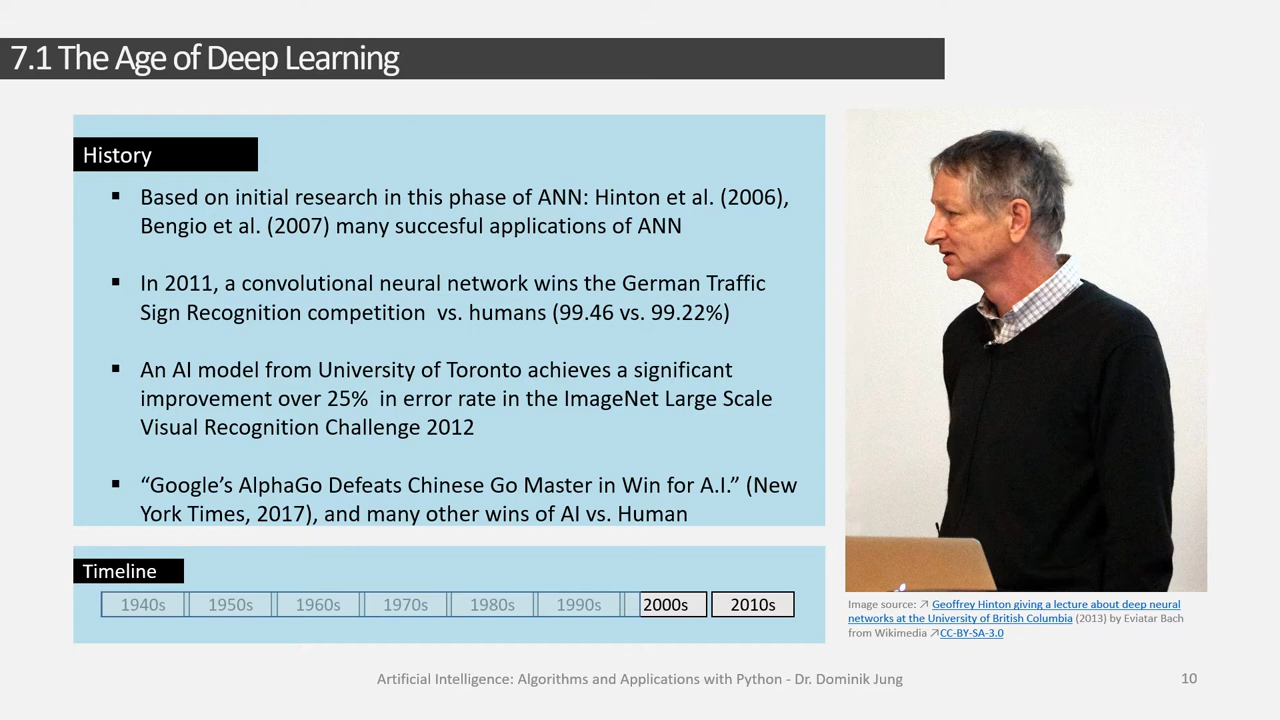 7.1 The Age of Deep Learning
History
▪ Based on initial research in this phase of ANN: Hinton et al. (2006),
Bengio et al. (2007) many succesful applications of ANN
▪ In 2011, a convolutional neural network wins the German Traffic
Sign Recognition competition  vs. humans (99.46 vs. 99.22%)
▪ An AI model from University of Toronto achieves a significant
improvement over 25%  in error rate in the ImageNet Large Scale
Visual Recognition Challenge 2012
▪ “Google’s AlphaGo Defeats Chinese Go Master in Win for A.I.” (New
York Times, 2017), and many other wins of AI vs. Human
Timeline
1940s 1950s 1960s 1970s 1980s 1990s 2000s 2010s
Image source: ↗ Geoffrey Hinton giving a lecture about deep neural
networks at the University of British Columbia (2013) by Eviatar Bach
from Wikimedia ↗CC-BY-SA-3.0
Artificial Intelligence: Algorithms and Applications with Python - Dr. Dominik Jung
10